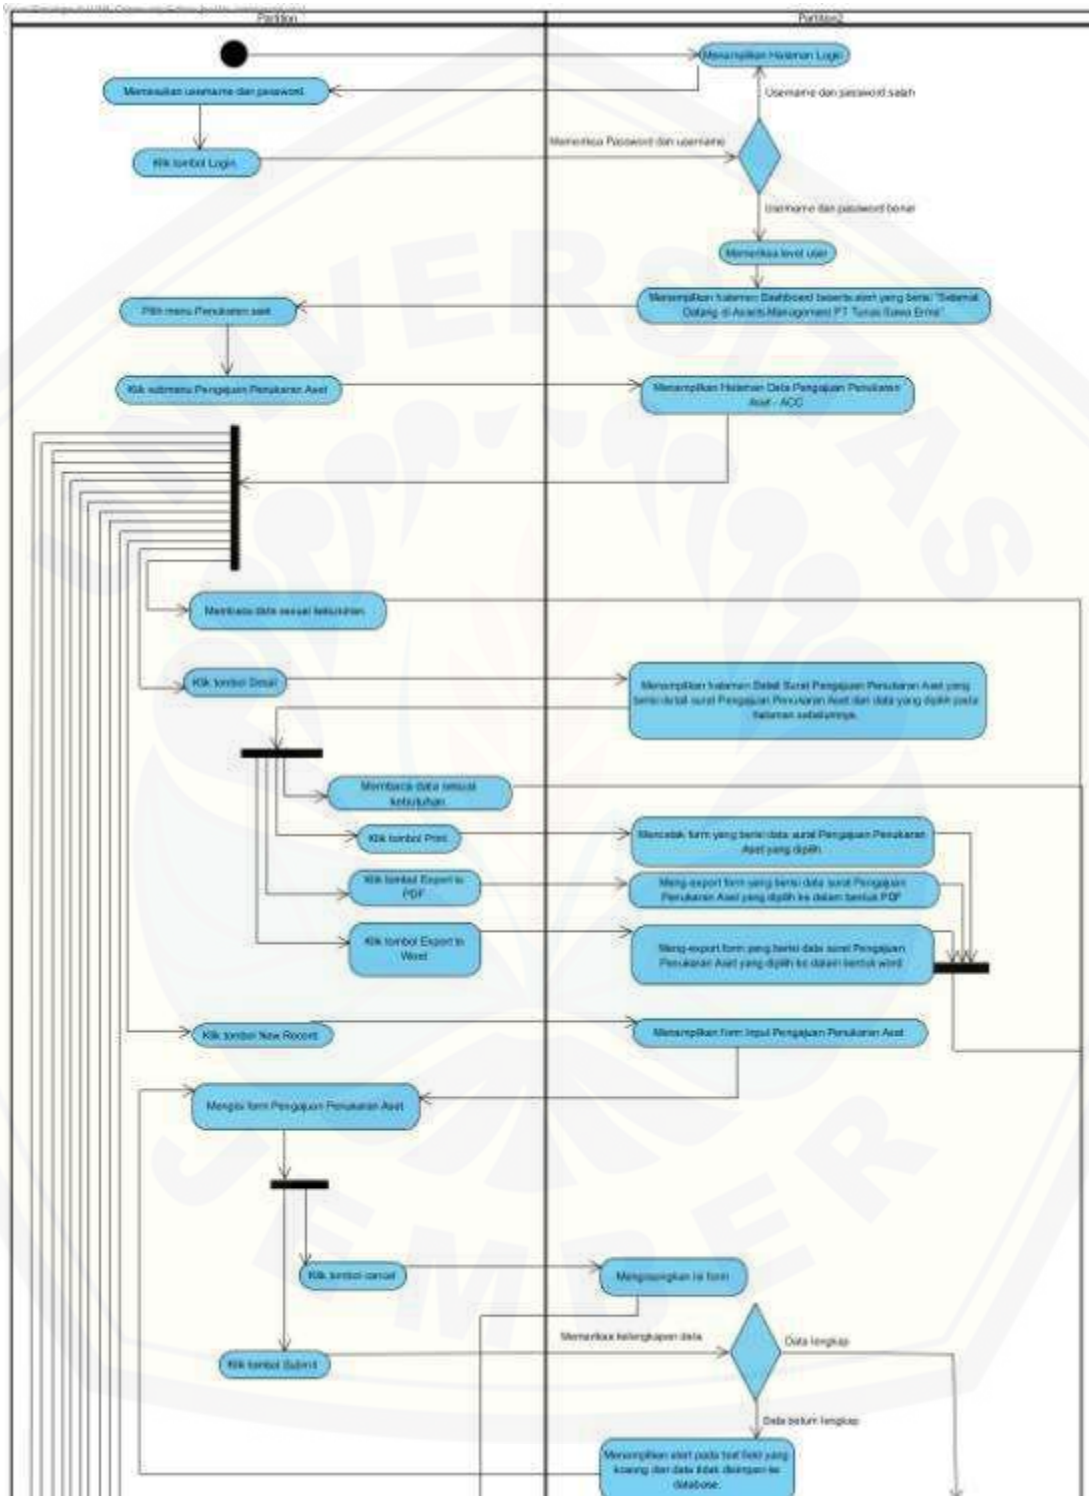 Partition
Partition2
Menampilkan Halaman Login
Memasukan username dan password
Username dan password salah
Klik tombol Login
Memeriksa Password dan username
Username dan password benar
Memeriksa level user
Pilih menu Penukaran aset
Menampilkan halaman Dashboard beserta alert yang berisi "Selamat
Datang di Assets Management PT Tunas Sawa Erma"
Klik submenu Pengajuan Penukaran Aset
Menampilkan Halaman Data Pengajuan Penukaran
Aset - ACC
Membaca data sesuai kebutuhan
Klik tombol Detail
Menampilkan halaman Detail Surat Pengajuan Penukaran Aset yang
berisi detail surat Pengajuan Penukaran Aset dari data yang dipilih pada
halaman sebelumnya.
Membaca data sesuai
kebutuhan
Klik tombol Print
Mencetak form yang berisi data surat Pengajuan Penukaran
Aset yang dipilih
Klik tombol Export to
PDF
Meng-export form yang berisi data surat Pengajuan
Penukaran Aset yang dipilih ke dalam bentuk PDF
Klik tombol Export to
Word
Meng-export form yang berisi data surat Pengajuan
Penukaran Aset yang dipilih ke dalam bentuk word
Klik tombol New Record
Menampilkan form Input Pengajuan Penukaran Aset
Mengisi form Pengajuan Penukaran Aset
Klik tombol cancel
Mengosongkan isi form
Memeriksa kelengkapan data
Data lengkap
Klik tombol Submit
Data belum lengkap
Menampilkan alert pada text field yang
kosong dan data tidak disimpan ke
database.
UNIVERSITAS
JEMBER